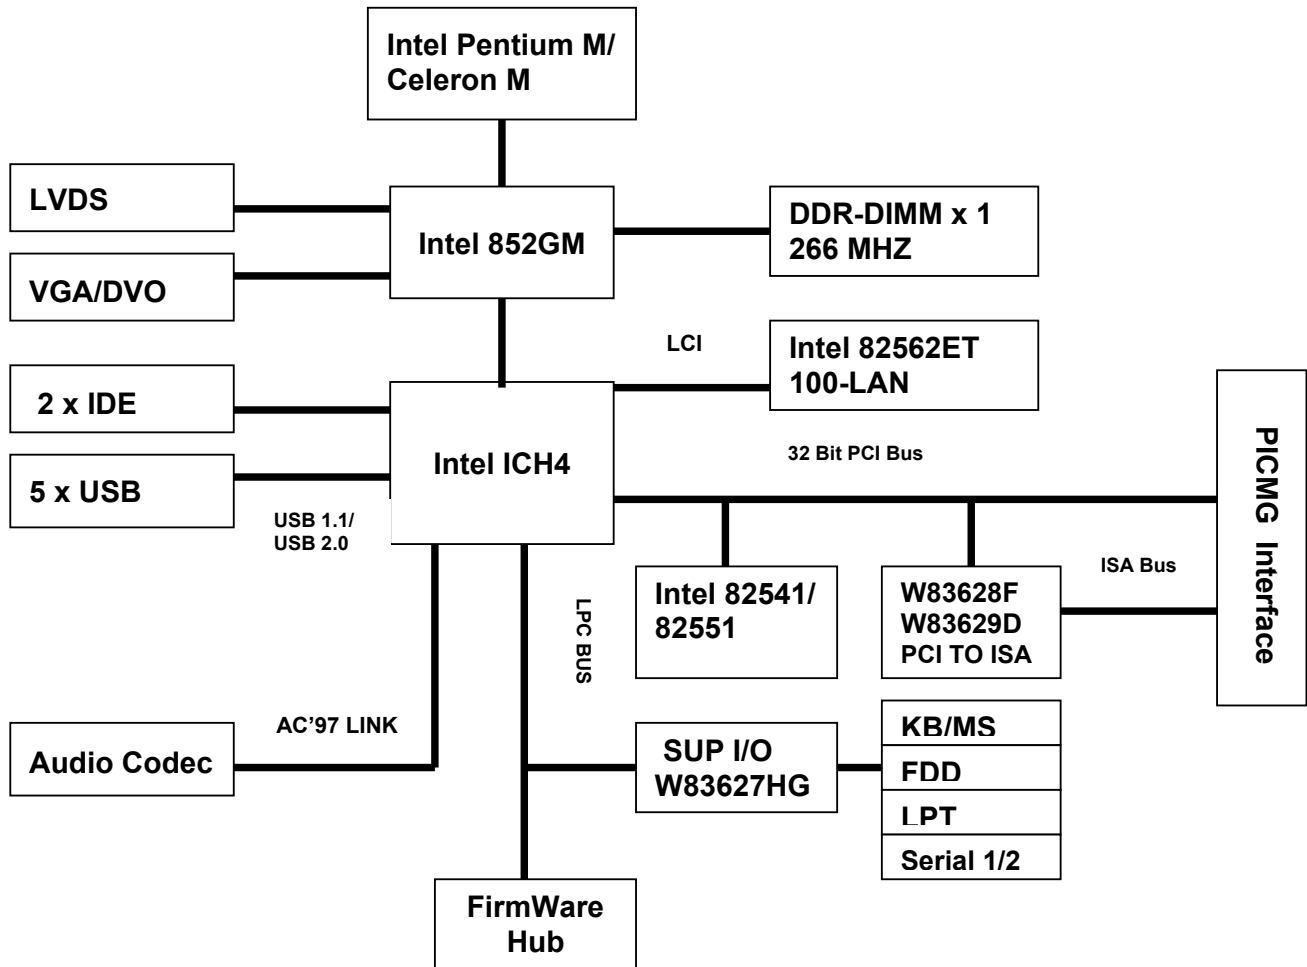 Intel Pentium M/
Celeron M
LVDS
Intel 852GM
DDR-DIMM x 1
266 MHZ
VGA/DVO
LCI
Intel 82562ET
100-LAN
2 x IDE
Intel ICH4
32 Bit PCI Bus
PICMG Interface
5 x USB
USB 1.1/
USB 2.0
LPC BUS
Intel 82541/
82551
W83628F
W83629D
PCI TO ISA
ISA Bus
AC’97 LINK
Audio Codec
SUP I/O
W83627HG
KB/MS
FDD
LPT
Serial 1/2
FirmWare
Hub